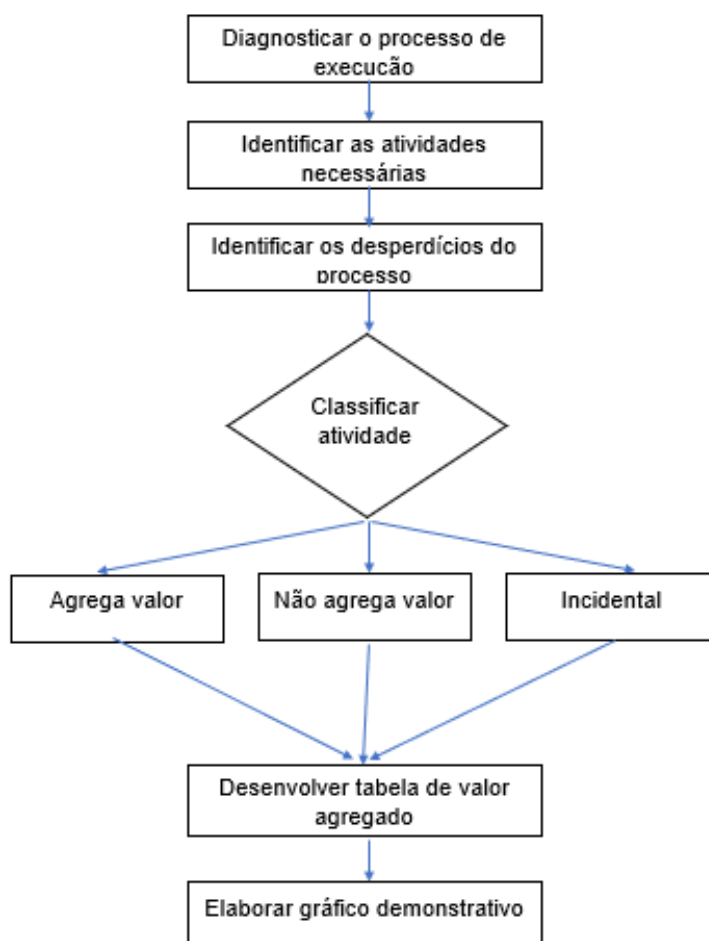 Diagnosticar o processo de
execucão
Identificar as atividades
necessárias
Identificar os desperdícios do
processo
Classificar
atividade
Agrega valor
Não agrega valor
Incidental
Desenvolver tabela de valor
agregado
Elaborar gráfico demonstrativo